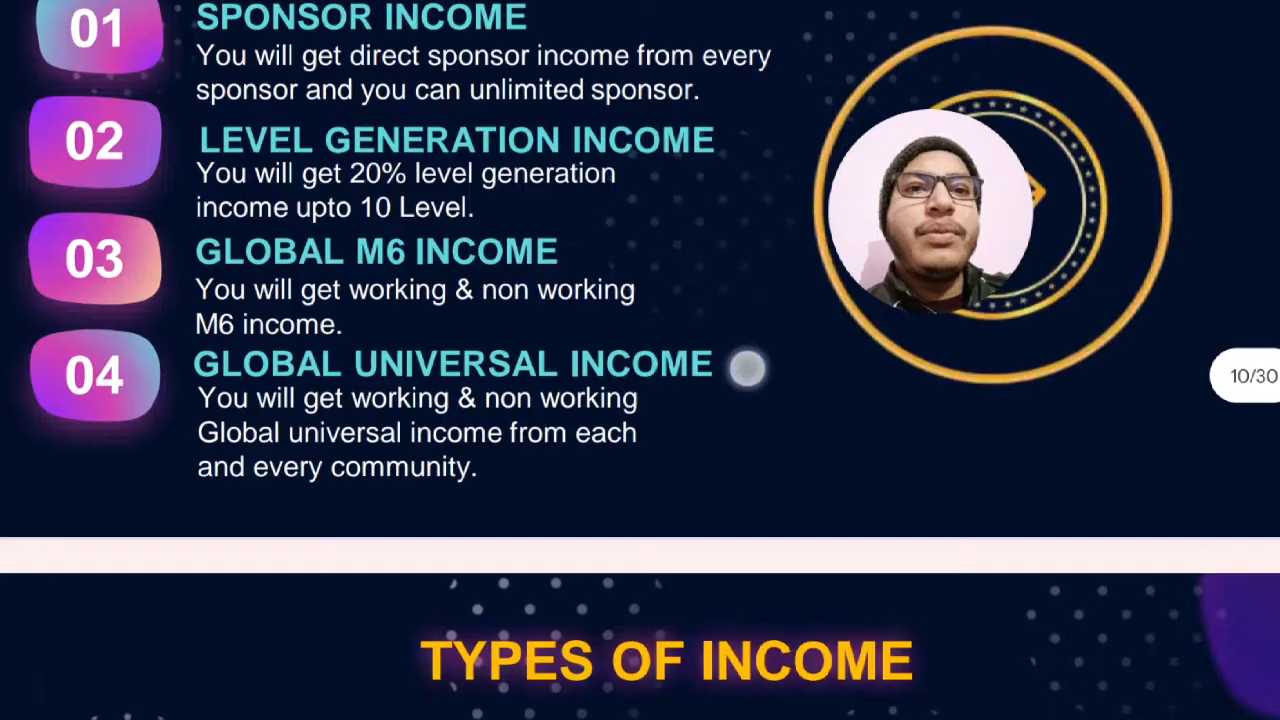 01
SPONSOR INCOME
You will get direct sponsor income from every
sponsor and you can unlimited sponsor.
02
LEVEL GENERATION INCOME
You will get 20% level generation
income upto 10 Level.
03
GLOBAL M6 INCOME
You will get working & non working
M6 income.
04
GLOBAL UNIVERSAL INCOME
You will get working & non working
Global universal income from each
and every community.
10/30
TYPES OF INCOME